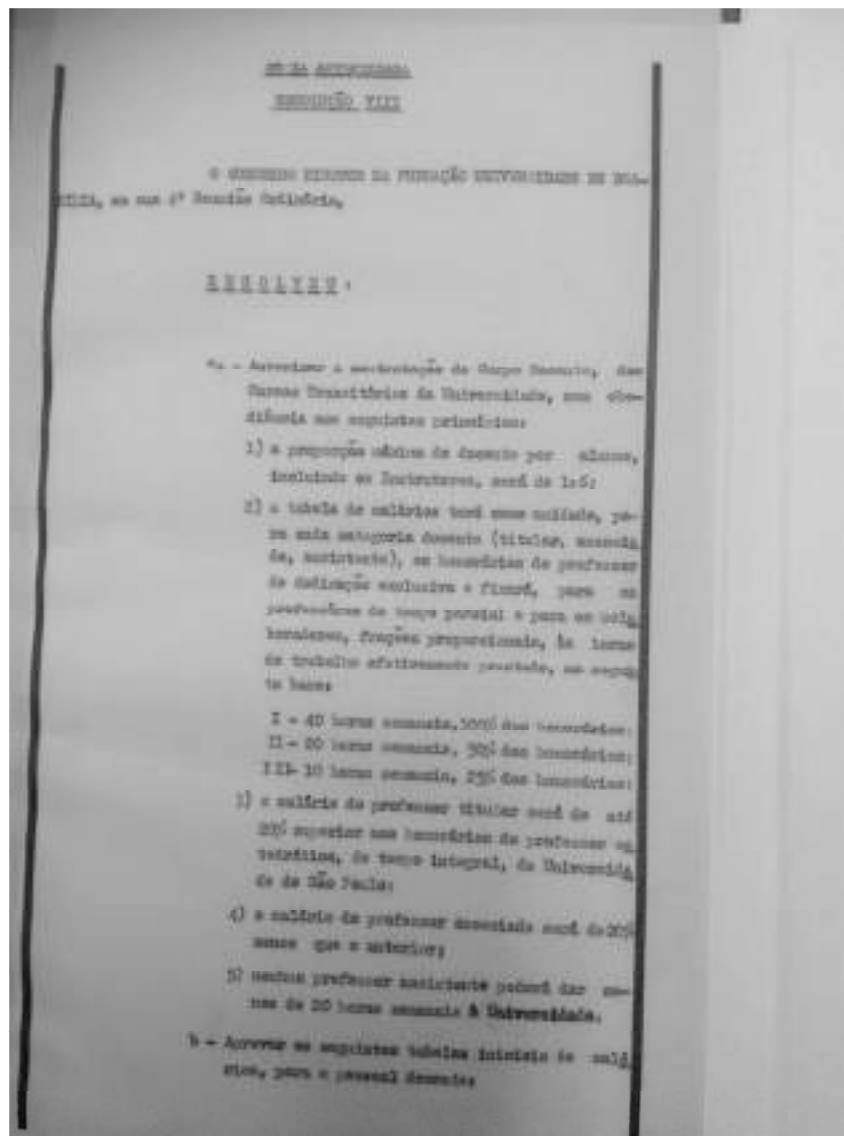 RESOLUÇÃO VIII
O CONSELHO DIRETOR DA FUNDAÇÃO UNIVERSIDADE DE BRA-
SÍLIA, em sua Reunião Ordinária,
R E S O L V E U :
a - Autorizar a contratação do Corpo Docente, dos
Cursos Transitórios da Universidade, com obe-
diência aos seguintes princípios:
1) a proporção de docente por alunos,
incluindo os Instrutores, será de
2) a tabela de salários terá como unidade, pa-
ra cada categoria docente (titular, associa
do, assistente), os honorários de professor
de dedicação exclusiva e fixará, para os
professôres de tempo parcial e para os cola
boradores, frações proporcionais, às horas
de trabalho efetivamente prestado, na seguin
te base:
I - 40 horas semanais, 100% dos honorários;
II - 20 horas semanais, 50% dos honorários;
III- 10 horas semanais, 25% dos honorários;
3) o salário do professor titular será de até
20% superior aos honorários do professor ca
tedrático, de tempo integral, da Universida
de de São Paulo;
4) o salário do professor associado será de 20%
menos que o anterior;
5) nenhum professor assistente poderá dar me-
nos de 20 horas semanais à Universidade.
b - Aprovar as seguintes tabelas iniciais de salá
rios, para o pessoal docente: